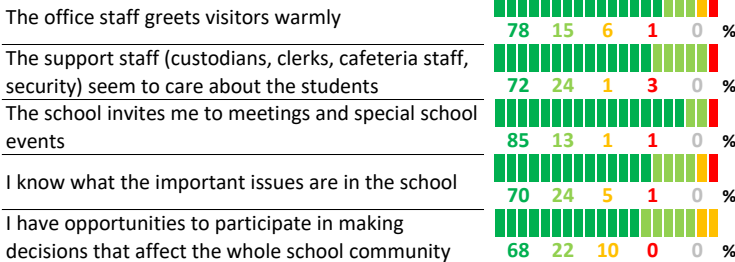 The office staff greets visitors warmly
78 15 6 1 0 %
The support staff (custodians, clerks, cafeteria staff,
security) seem to care about the students
72 24 1 3 0 %
The school invites me to meetings and special school
events
85 13 1 1 0 %
I know what the important issues are in the school
70 24 5 1 0 %
I have opportunities to participate in making
decisions that affect the whole school community
68 22 10 0 0 %